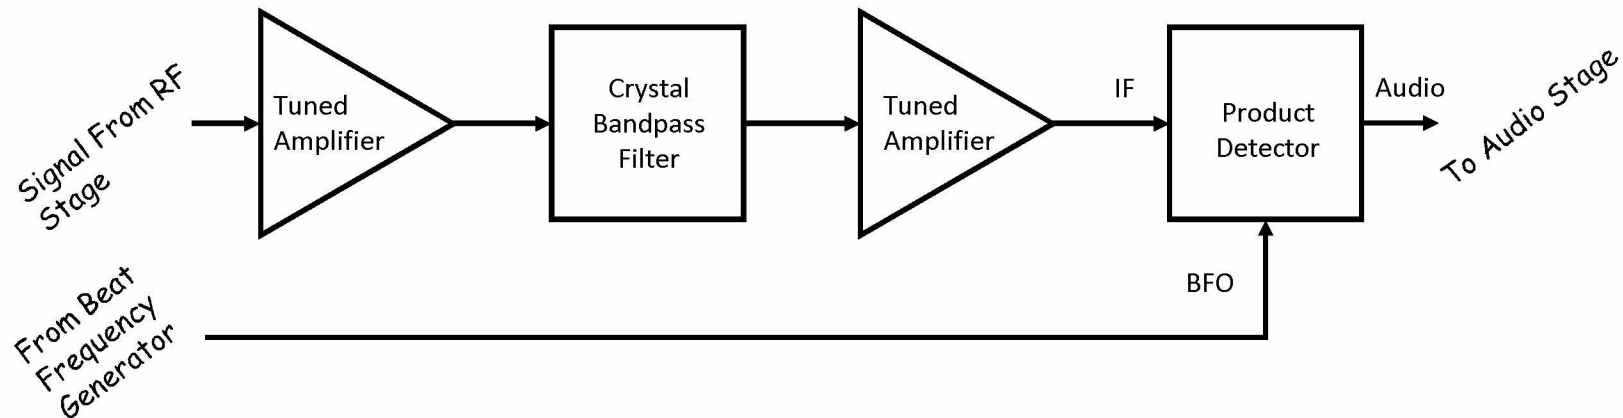 Signal From RF
Stage
Tuned
Amplifier
Crystal
Bandpass
Filter
Tuned
Amplifier
IF
Product
Detector
Audio
To Audio Stage
From Beat
Frequency
Generator
BFO